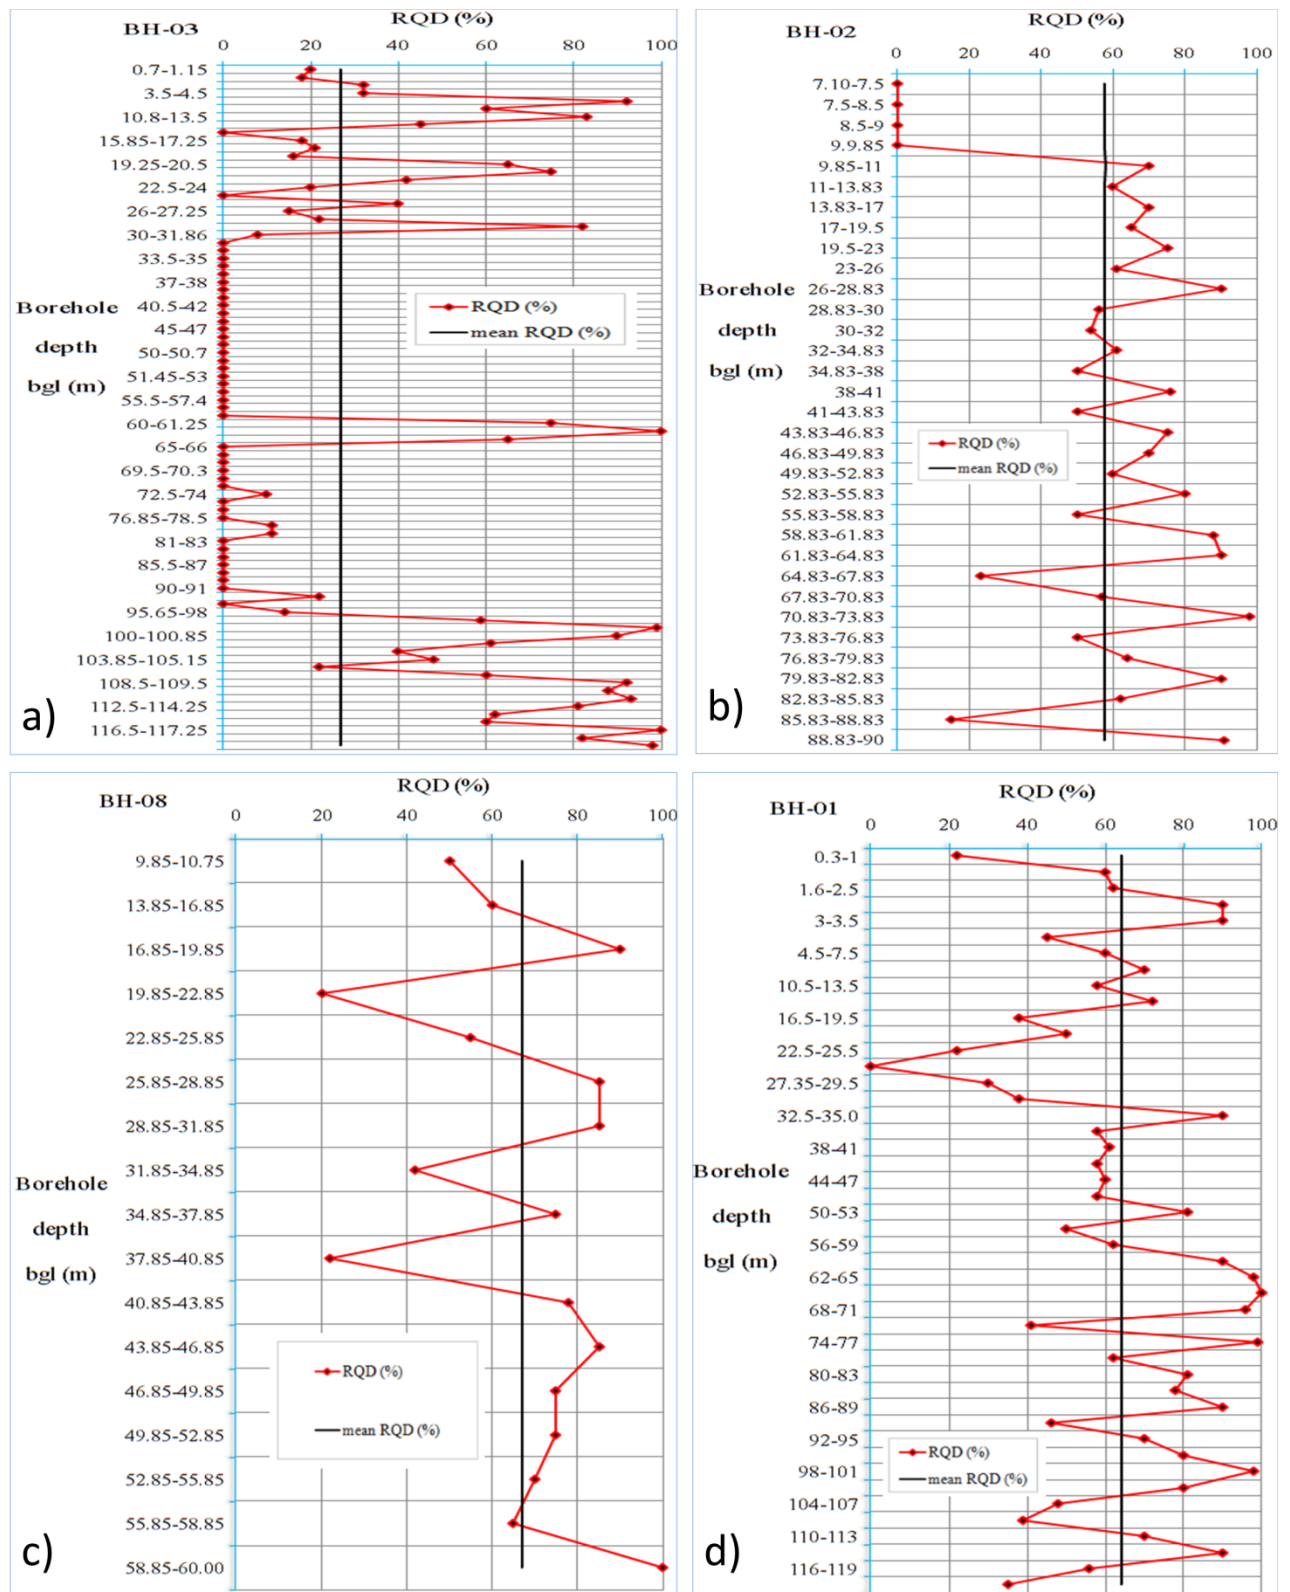 BH-03
RQD (%)
0 20 40 60 80 100
0.7-1.15
3.5-4.5
10.8-13.5
15.85-17.25
19.25-20.5
22.5-24
26-27.25
30-31.86
33.5-35
37-38
40.5-42
45-47
50-50.7
51.45-53
55.5-57.4
60-61.25
65-66
69.5-70.3
72.5-74
76.85-78.5
81-83
85.5-87
90-91
95.65-98
100-100.85
103.85-105.15
108.5-109.5
112.5-114.25
116.5-117.25
Borehole
depth
bgl (m)
RQD (%)
mean RQD (%)
a)
BH-02
RQD (%)
0 20 40 60 80 100
7.10-7.5
7.5-8.5
8.5-9
9.9.85
9.85-11
11-13.83
13.83-17
17-19.5
19.5-23
23-26
26-28.83
28.83-30
30-32
32-34.83
34.83-38
38-41
41-43.83
43.83-46.83
46.83-49.83
49.83-52.83
52.83-55.83
55.83-58.83
58.83-61.83
61.83-64.83
64.83-67.83
67.83-70.83
70.83-73.83
73.83-76.83
76.83-79.83
79.83-82.83
82.83-85.83
85.83-88.83
88.83-90
Borehole
depth
bgl (m)
RQD (%)
mean RQD (%)
b)
BH-08
RQD (%)
0 20 40 60 80 100
9.85-10.75
13.85-16.85
16.85-19.85
19.85-22.85
22.85-25.85
25.85-28.85
28.85-31.85
31.85-34.85
34.85-37.85
37.85-40.85
40.85-43.85
43.85-46.85
46.85-49.85
49.85-52.85
52.85-55.85
55.85-58.85
58.85-60.00
Borehole
depth
bgl (m)
RQD (%)
mean RQD (%)
c)
BH-01
RQD (%)
0 20 40 60 80 100
0.3-1
1.6-2.5
3-3.5
4.5-7.5
10.5-13.5
16.5-19.5
22.5-25.5
27.35-29.5
32.5-35.0
38-41
44-47
50-53
56-59
62-65
68-71
74-77
80-83
86-89
92-95
98-101
104-107
110-113
116-119
Borehole
depth
bgl (m)
RQD (%)
mean RQD (%)
d)